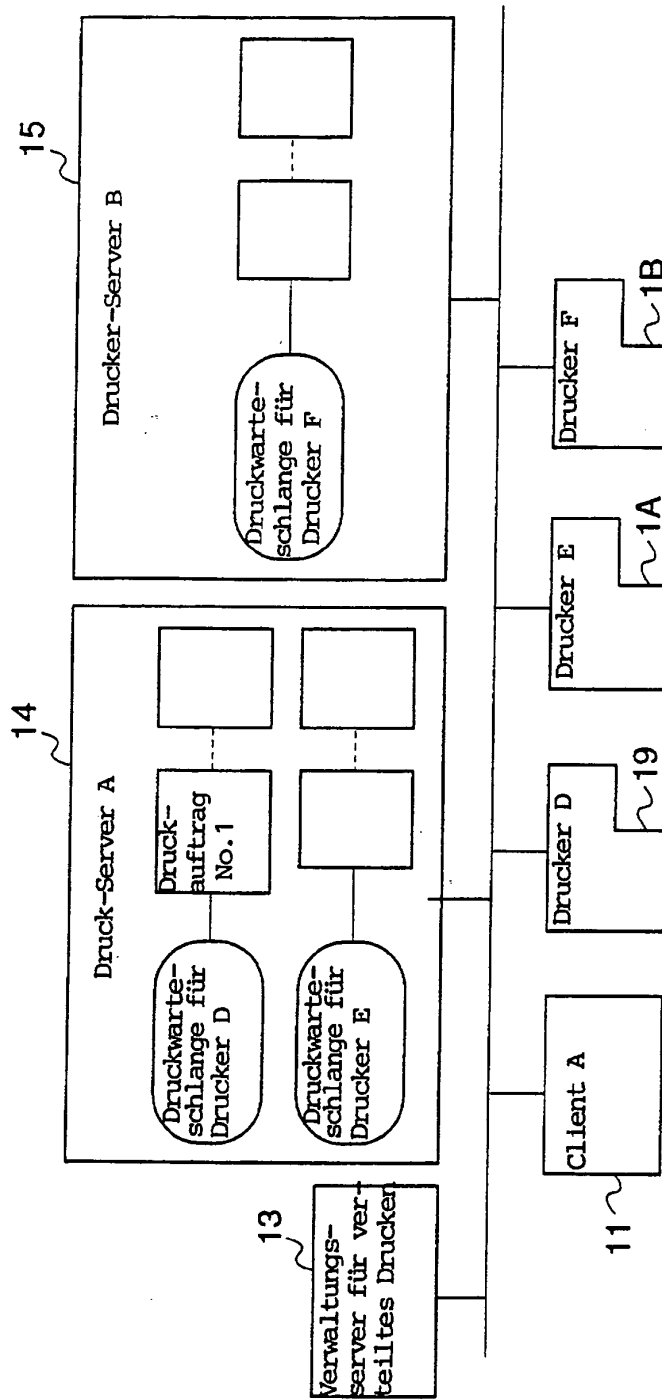 13
Verwaltungs-
server für ver-
teiltes Drucken
14
Druck-Server A
Druckwarte-
schlange für
Drucker D
Druck-
auftrag
No.1
Druckwarte-
schlange für
Drucker E
15
Drucker-Server B
Druckwarte-
schlange für
Drucker F
Client A
11
Drucker D
19
Drucker E
1A
Drucker F
1B